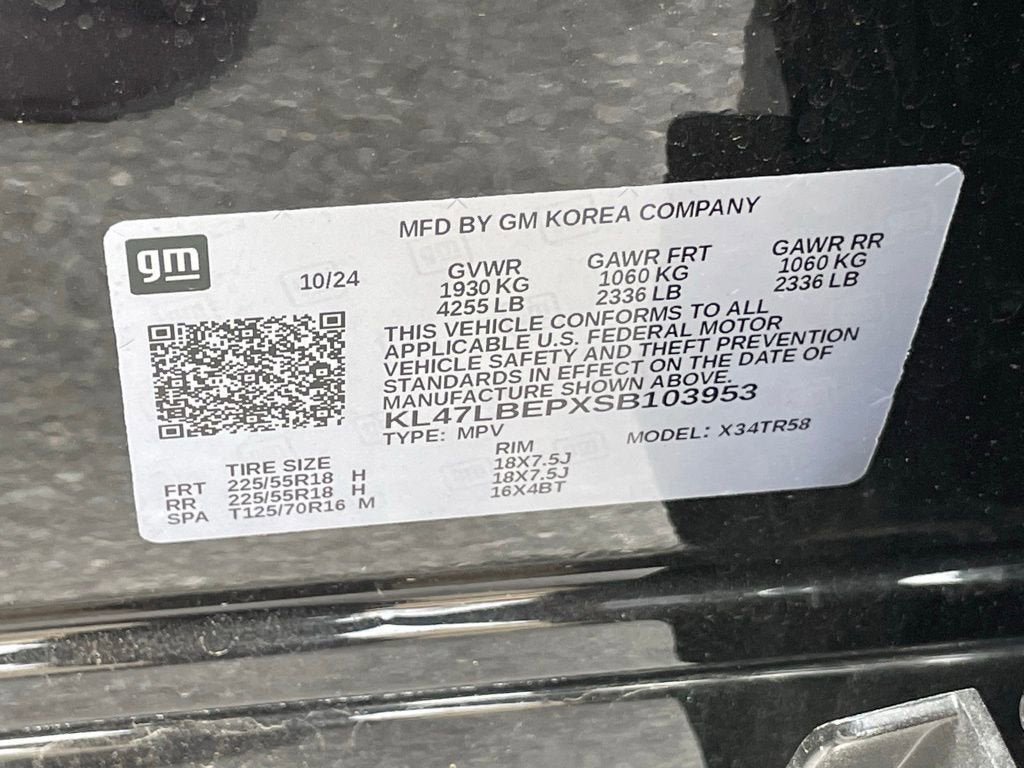 MFD BY GM KOREA COMPANY
gm
10/24
GVWR
1930 KG
4255 LB
GAWR FRT
1060 KG
2336 LB
GAWR RR
1060 KG
2336 LB
THIS VEHICLE CONFORMS TO ALL
APPLICABLE U.S. FEDERAL MOTOR
VEHICLE SAFETY AND THEFT PREVENTION
STANDARDS IN EFFECT ON THE DATE OF
MANUFACTURE SHOWN ABOVE.
KL47LBEPXSB103953
TYPE: MPV
MODEL: X34TR58
TIRE SIZE RIM
FRT 225/55R18 H 18X7.5J
RR 225/55R18 H 18X7.5J
SPA T125/70R16 M 16X4BT